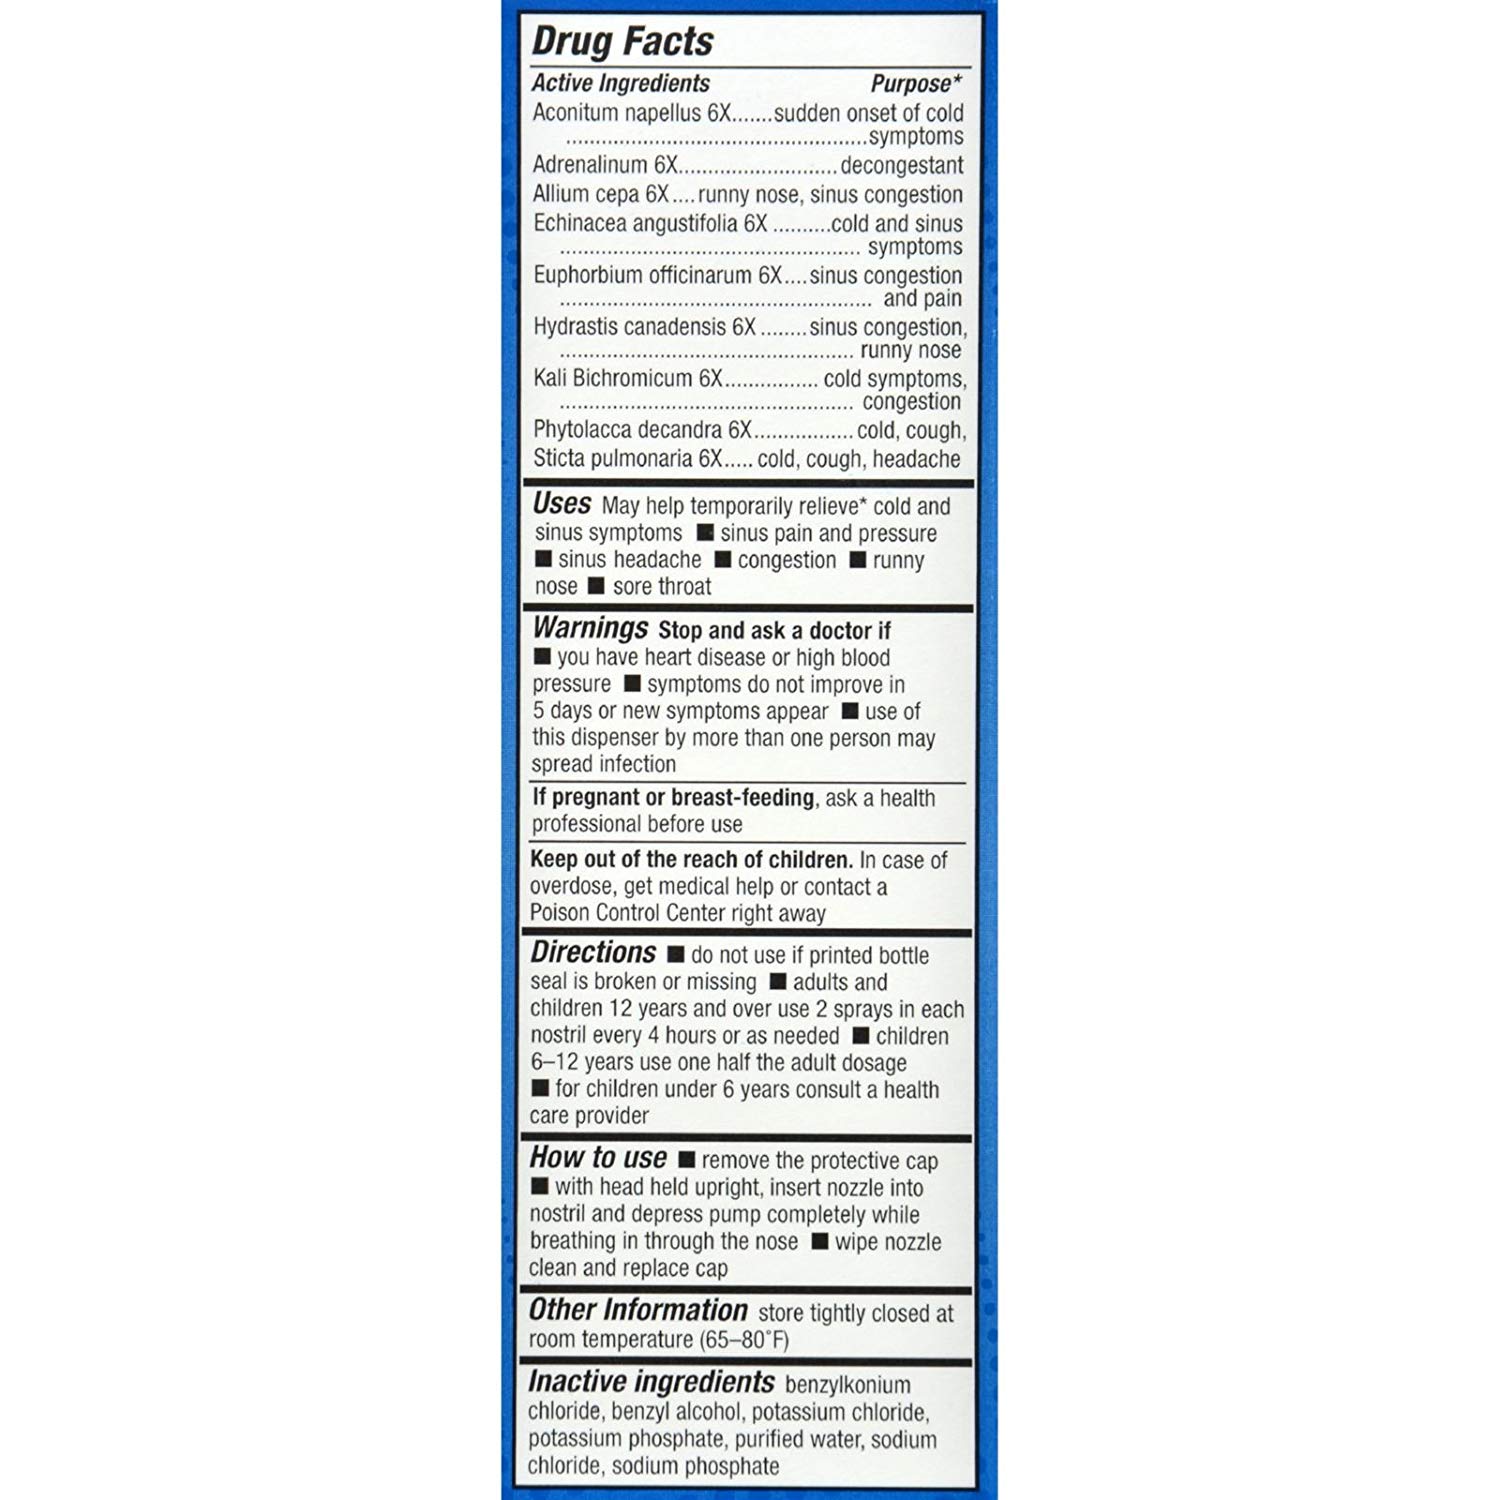 Drug Facts
Active Ingredients Purpose*
Aconitum napellus 6X.......sudden onset of cold
...................................................symptoms
Adrenalinum 6X...........................decongestant
Allium cepa 6X....runny nose, sinus congestion
Echinacea angustifolia 6X ..........cold and sinus
................................................... symptoms
Euphorbium officinarum 6X....sinus congestion
..................................................... and pain
Hydrastis canadensis 6X ........sinus congestion,
.................................................. runny nose
Kali Bichromicum 6X................ cold symptoms,
.................................................. congestion
Phytolacca decandra 6X.................cold, cough,
Sticta pulmonaria 6X..... cold, cough, headache
Uses May help temporarily relieve* cold and
sinus symptoms ■ sinus pain and pressure
■ sinus headache ■ congestion ■ runny
nose ■ sore throat
Warnings Stop and ask a doctor if
■ you have heart disease or high blood
pressure ■ symptoms do not improve in
5 days or new symptoms appear ■ use of
this dispenser by more than one person may
spread infection
If pregnant or breast-feeding, ask a health
professional before use
Keep out of the reach of children. In case of
overdose, get medical help or contact a
Poison Control Center right away
Directions ■ do not use if printed bottle
seal is broken or missing ■ adults and
children 12 years and over use 2 sprays in each
nostril every 4 hours or as needed ■ children
6–12 years use one half the adult dosage
■ for children under 6 years consult a health
care provider
How to use ■ remove the protective cap
■ with head held upright, insert nozzle into
nostril and depress pump completely while
breathing in through the nose ■ wipe nozzle
clean and replace cap
Other Information store tightly closed at
room temperature (65–80˚F)
Inactive ingredients benzylkonium
chloride, benzyl alcohol, potassium chloride,
potassium phosphate, purified water, sodium
chloride, sodium phosphate